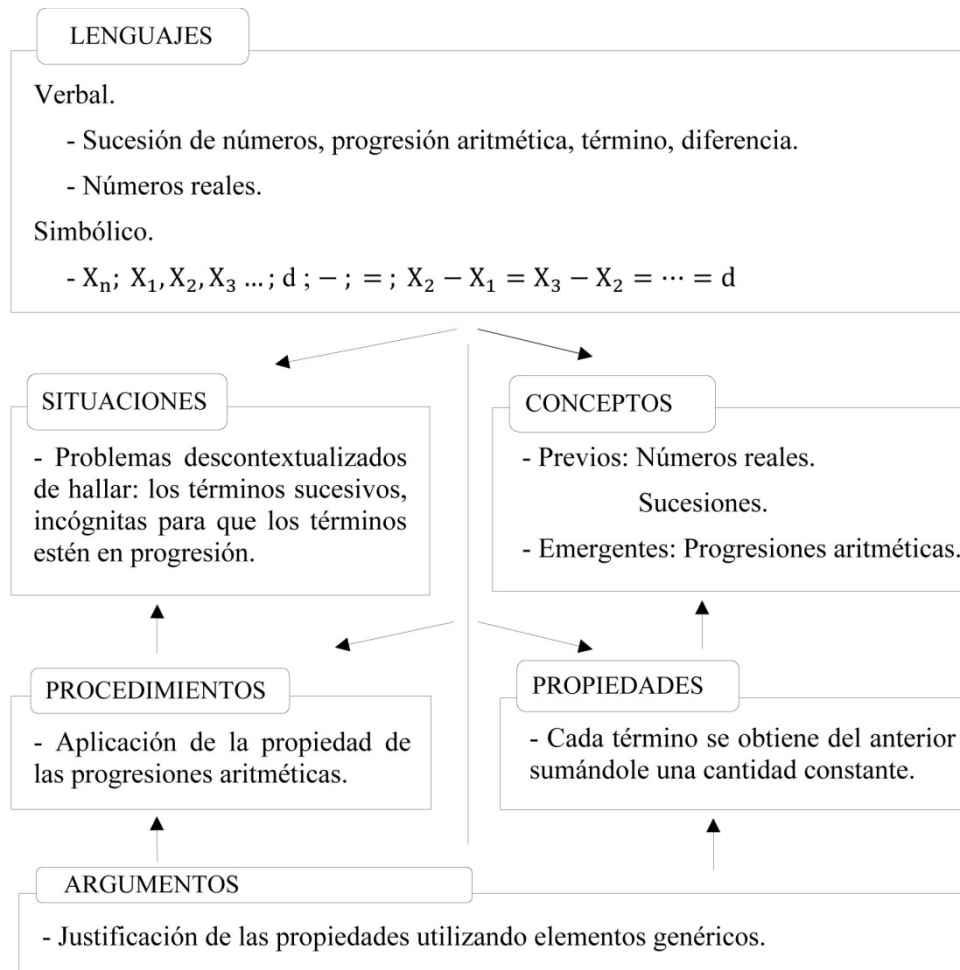 LENGUAJES
Verbal.
- Sucesión de números, progresión aritmética, término, diferencia.
- Números reales.
Simbólico.
- Xₙ; X₁, X₂, X₃ …; d ; − ; = ; X₂ − X₁ = X₃ − X₂ = ⋯ = d
SITUACIONES
- Problemas descontextualizados
de hallar: los términos sucesivos,
incógnitas para que los términos
estén en progresión.
CONCEPTOS
- Previos: Números reales.
Sucesiones.
- Emergentes: Progresiones aritméticas.
PROCEDIMIENTOS
- Aplicación de la propiedad de
las progresiones aritméticas.
PROPIEDADES
- Cada término se obtiene del anterior
sumándole una cantidad constante.
ARGUMENTOS
- Justificación de las propiedades utilizando elementos genéricos.